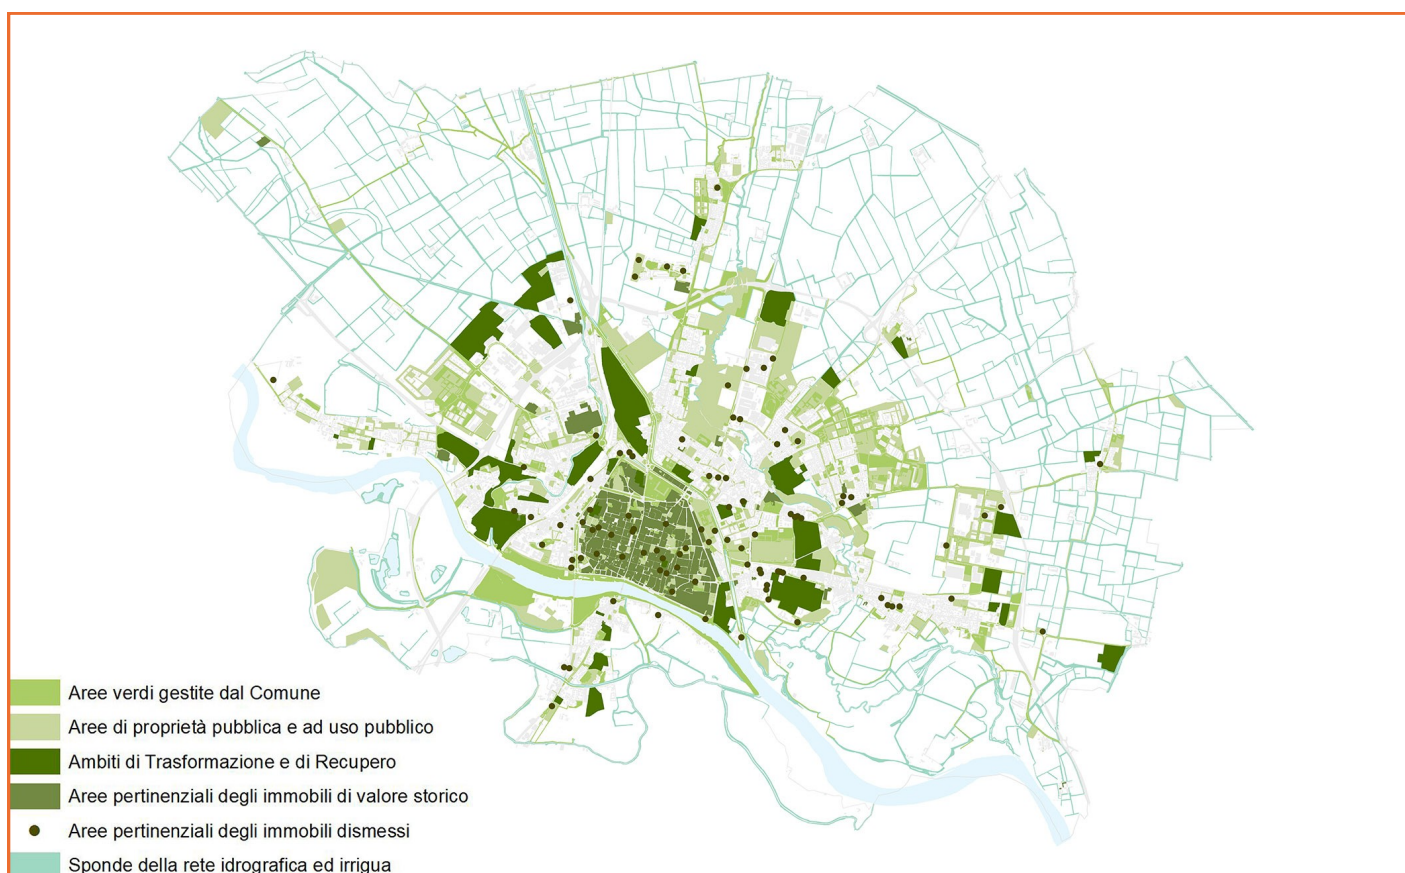 Aree verdi gestite dal Comune
Aree di proprietà pubblica e ad uso pubblico
Ambiti di Trasformazione e di Recupero
Aree pertinenziali degli immobili di valore storico
Aree pertinenziali degli immobili dismessi
Sponde della rete idrografica ed irrigua